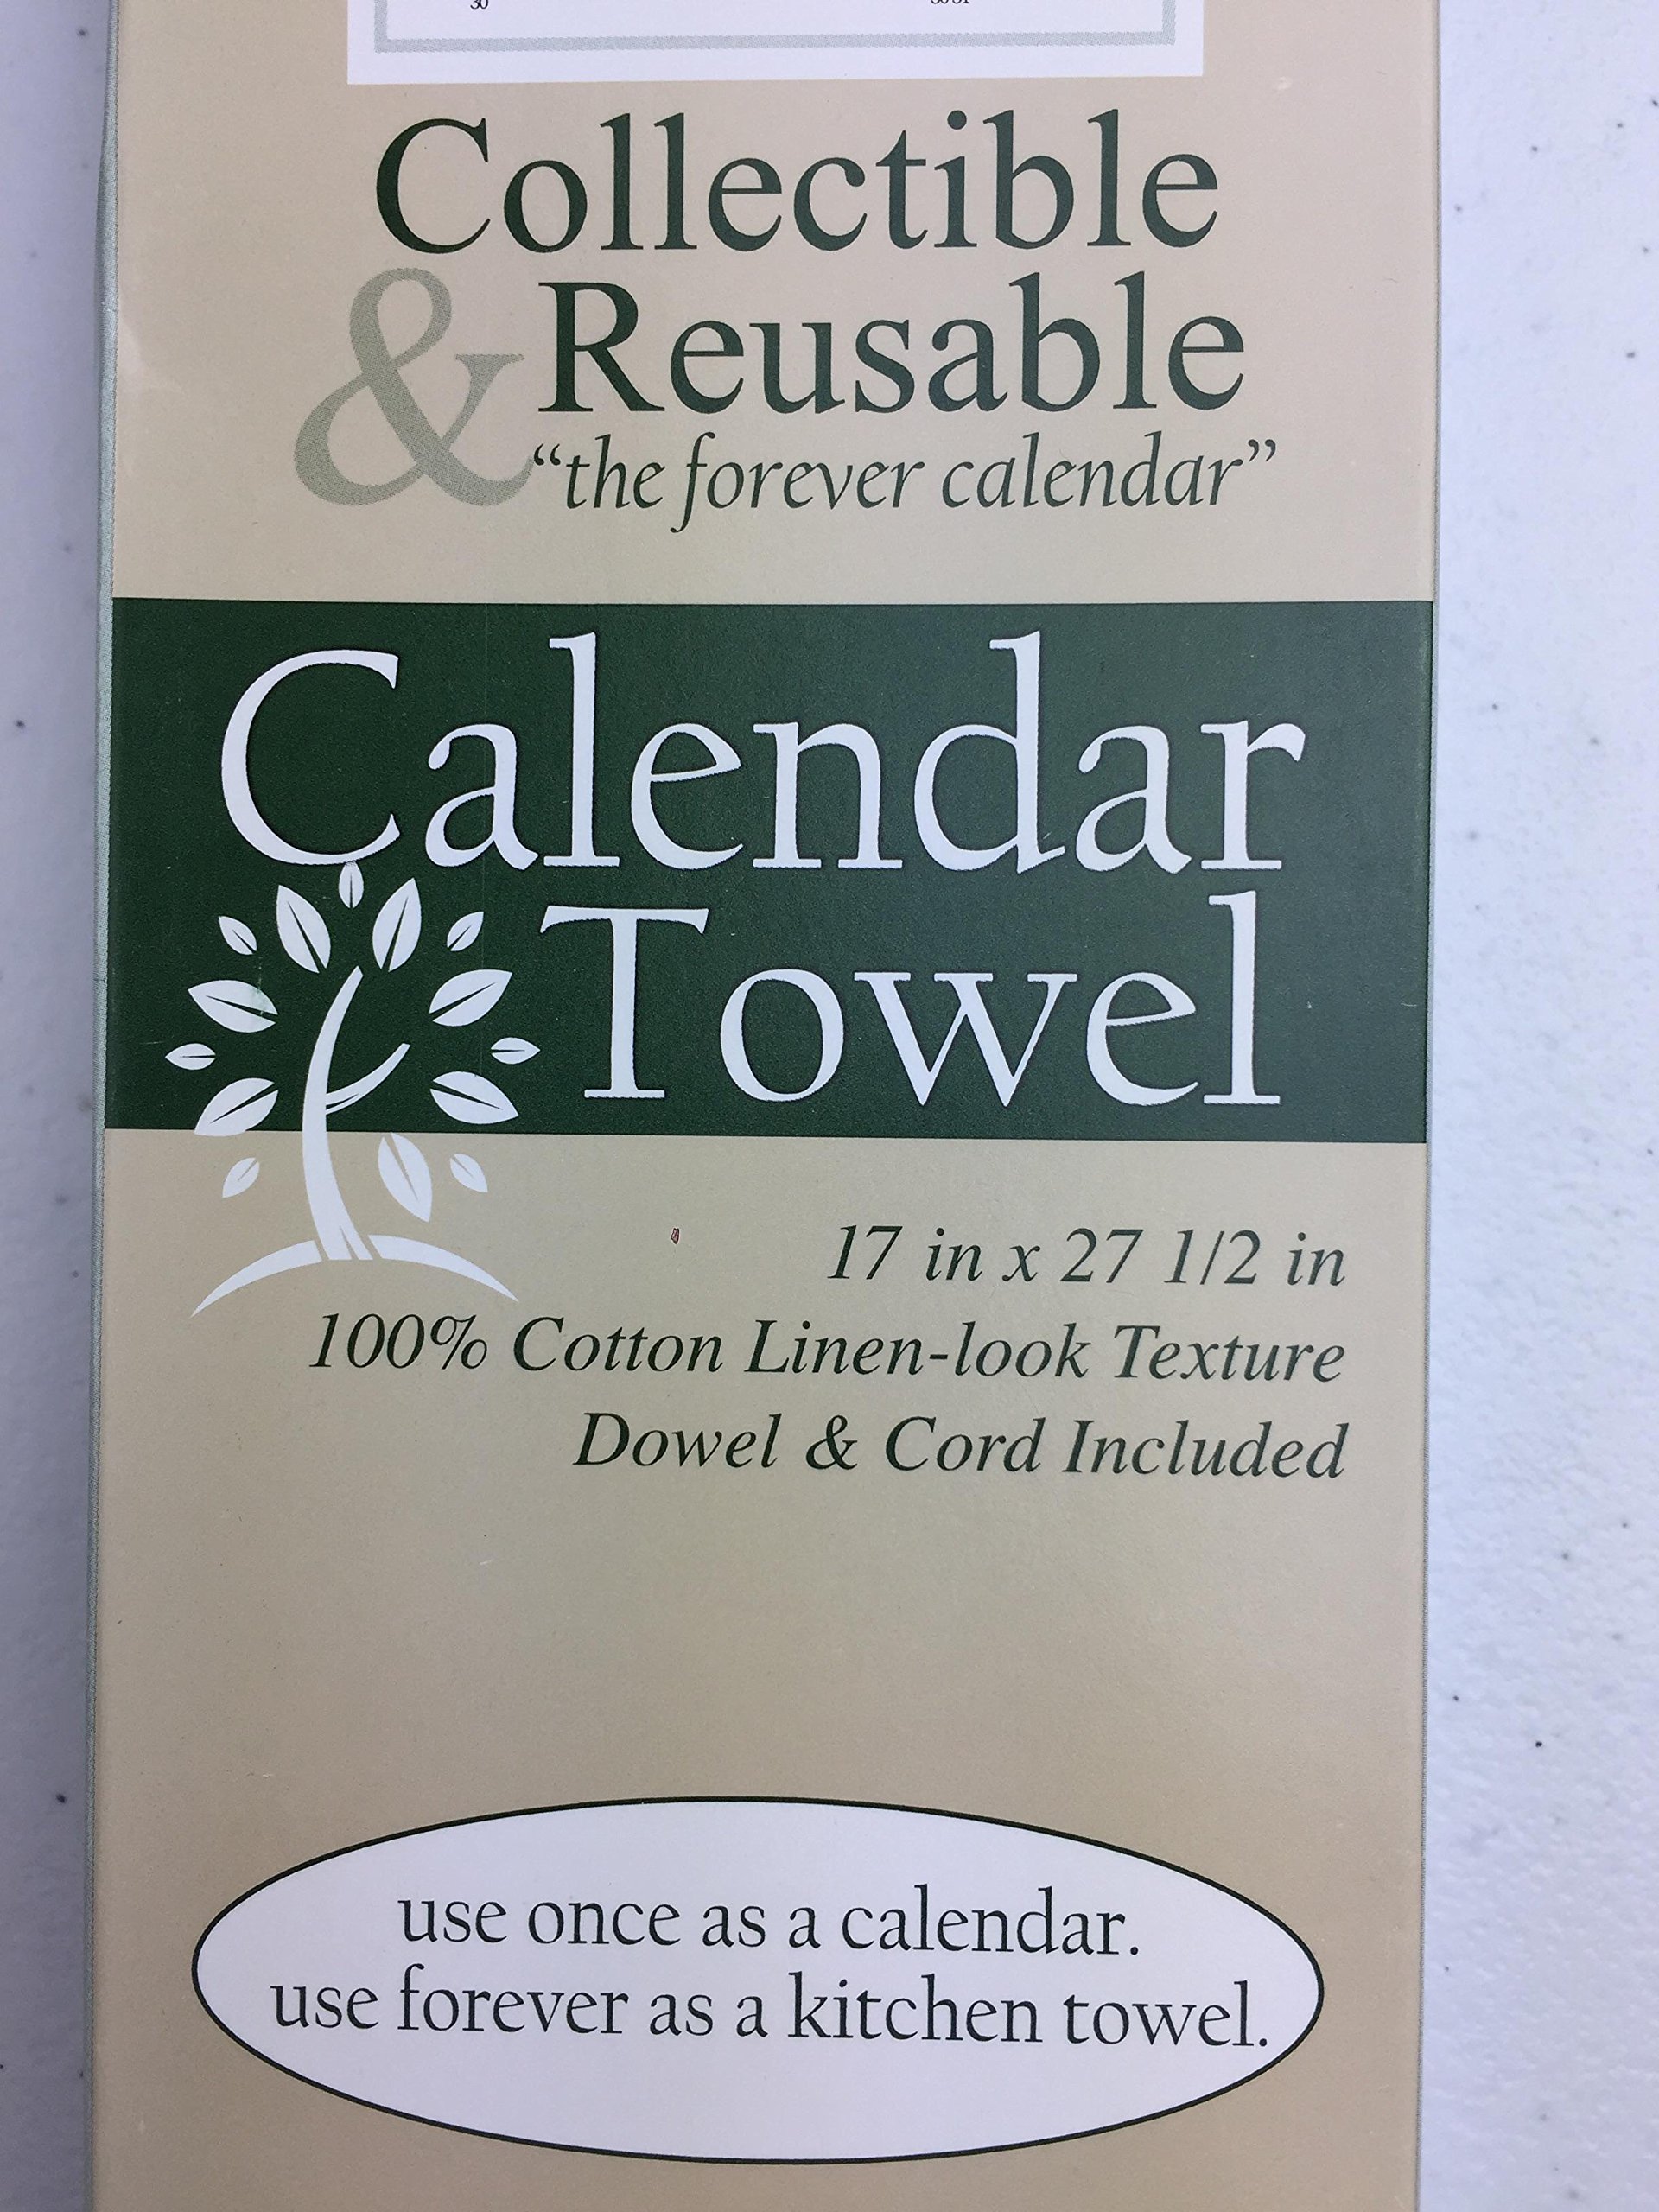 30
Collectible
& Reusable
“the forever calendar”
Calendar
Towel
17 in x 27 1/2 in
100% Cotton Linen-look Texture
Dowel & Cord Included
use once as a calendar.
use forever as a kitchen towel.